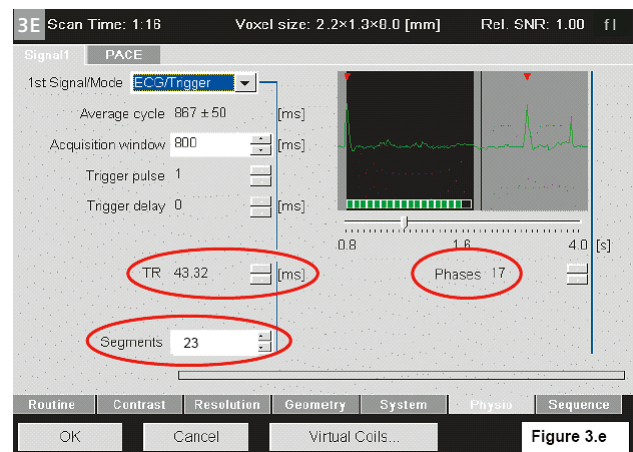 3E Scan Time: 1:16 Voxel size: 2.2×1.3×8.0 [mm] Rel. SNR: 1.00 fl
Signal1 PACE
1st Signal/Mode ECG/Trigger
Average cycle 867 ± 50 [ms]
Acquisition window 800 [ms]
Trigger pulse 1
Trigger delay 0 [ms]
0.8 1.6 4.0 [s]
TR 43.32 [ms] Phases 17
Segments 23
Routine Contrast Resolution Geometry System Physio Sequence
OK Cancel Virtual Coils... Figure 3.e